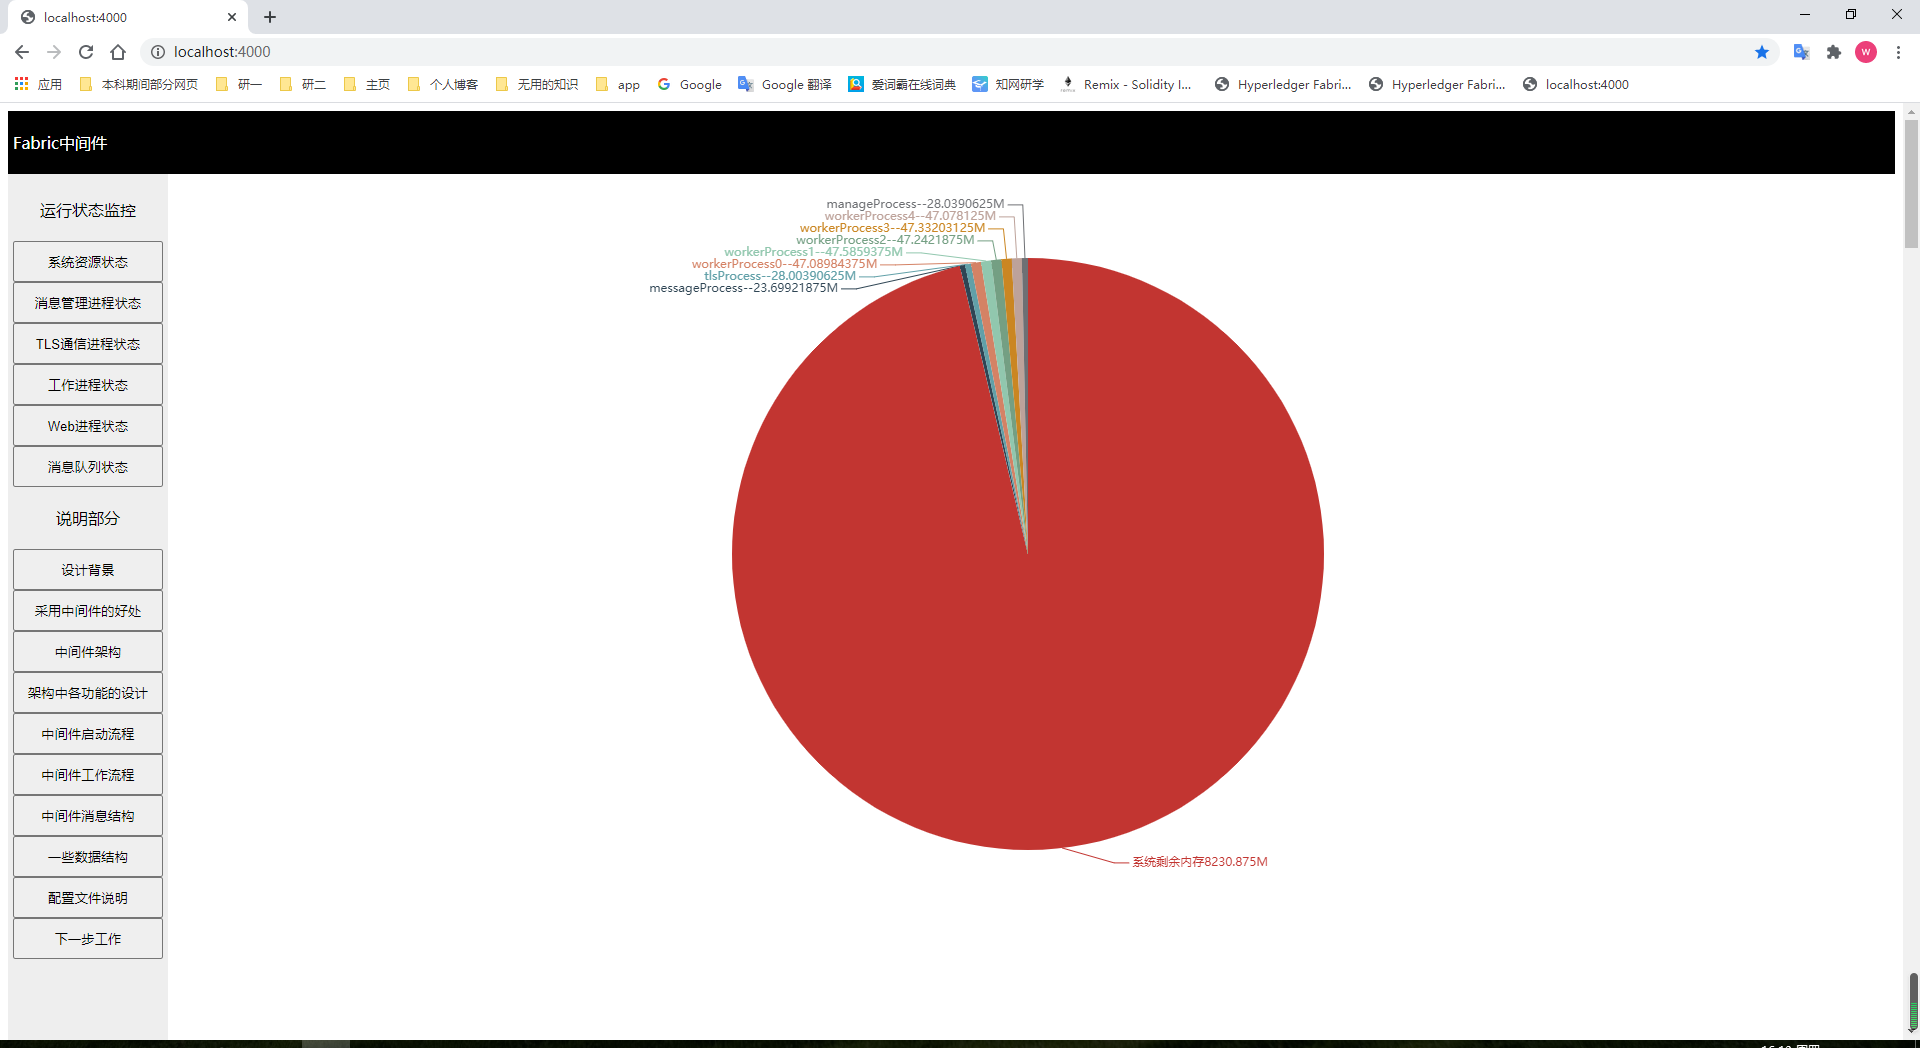 localhost:4000
localhost:4000
W
应用
本科期间部分网页
研一
研二
主页
个人博客
无用的知识
app
Google
Google 翻译
爱词霸在线词典
知网研学
Remix - Solidity I...
Hyperledger Fabri...
Hyperledger Fabri...
localhost:4000
Fabric中间件
运行状态监控
系统资源状态
消息管理进程状态
TLS通信进程状态
工作进程状态
Web进程状态
消息队列状态
说明部分
设计背景
采用中间件的好处
中间件架构
架构中各功能的设计
中间件启动流程
中间件工作流程
中间件消息结构
一些数据结构
配置文件说明
下一步工作
manageProcess--28.0390625M
workerProcess4--47.078125M
workerProcess3--47.33203125M
workerProcess2--47.2421875M
workerProcess1--47.5859375M
workerProcess0--47.08984375M
tlsProcess--28.00390625M
messageProcess--23.69921875M
系统剩余内存8230.875M